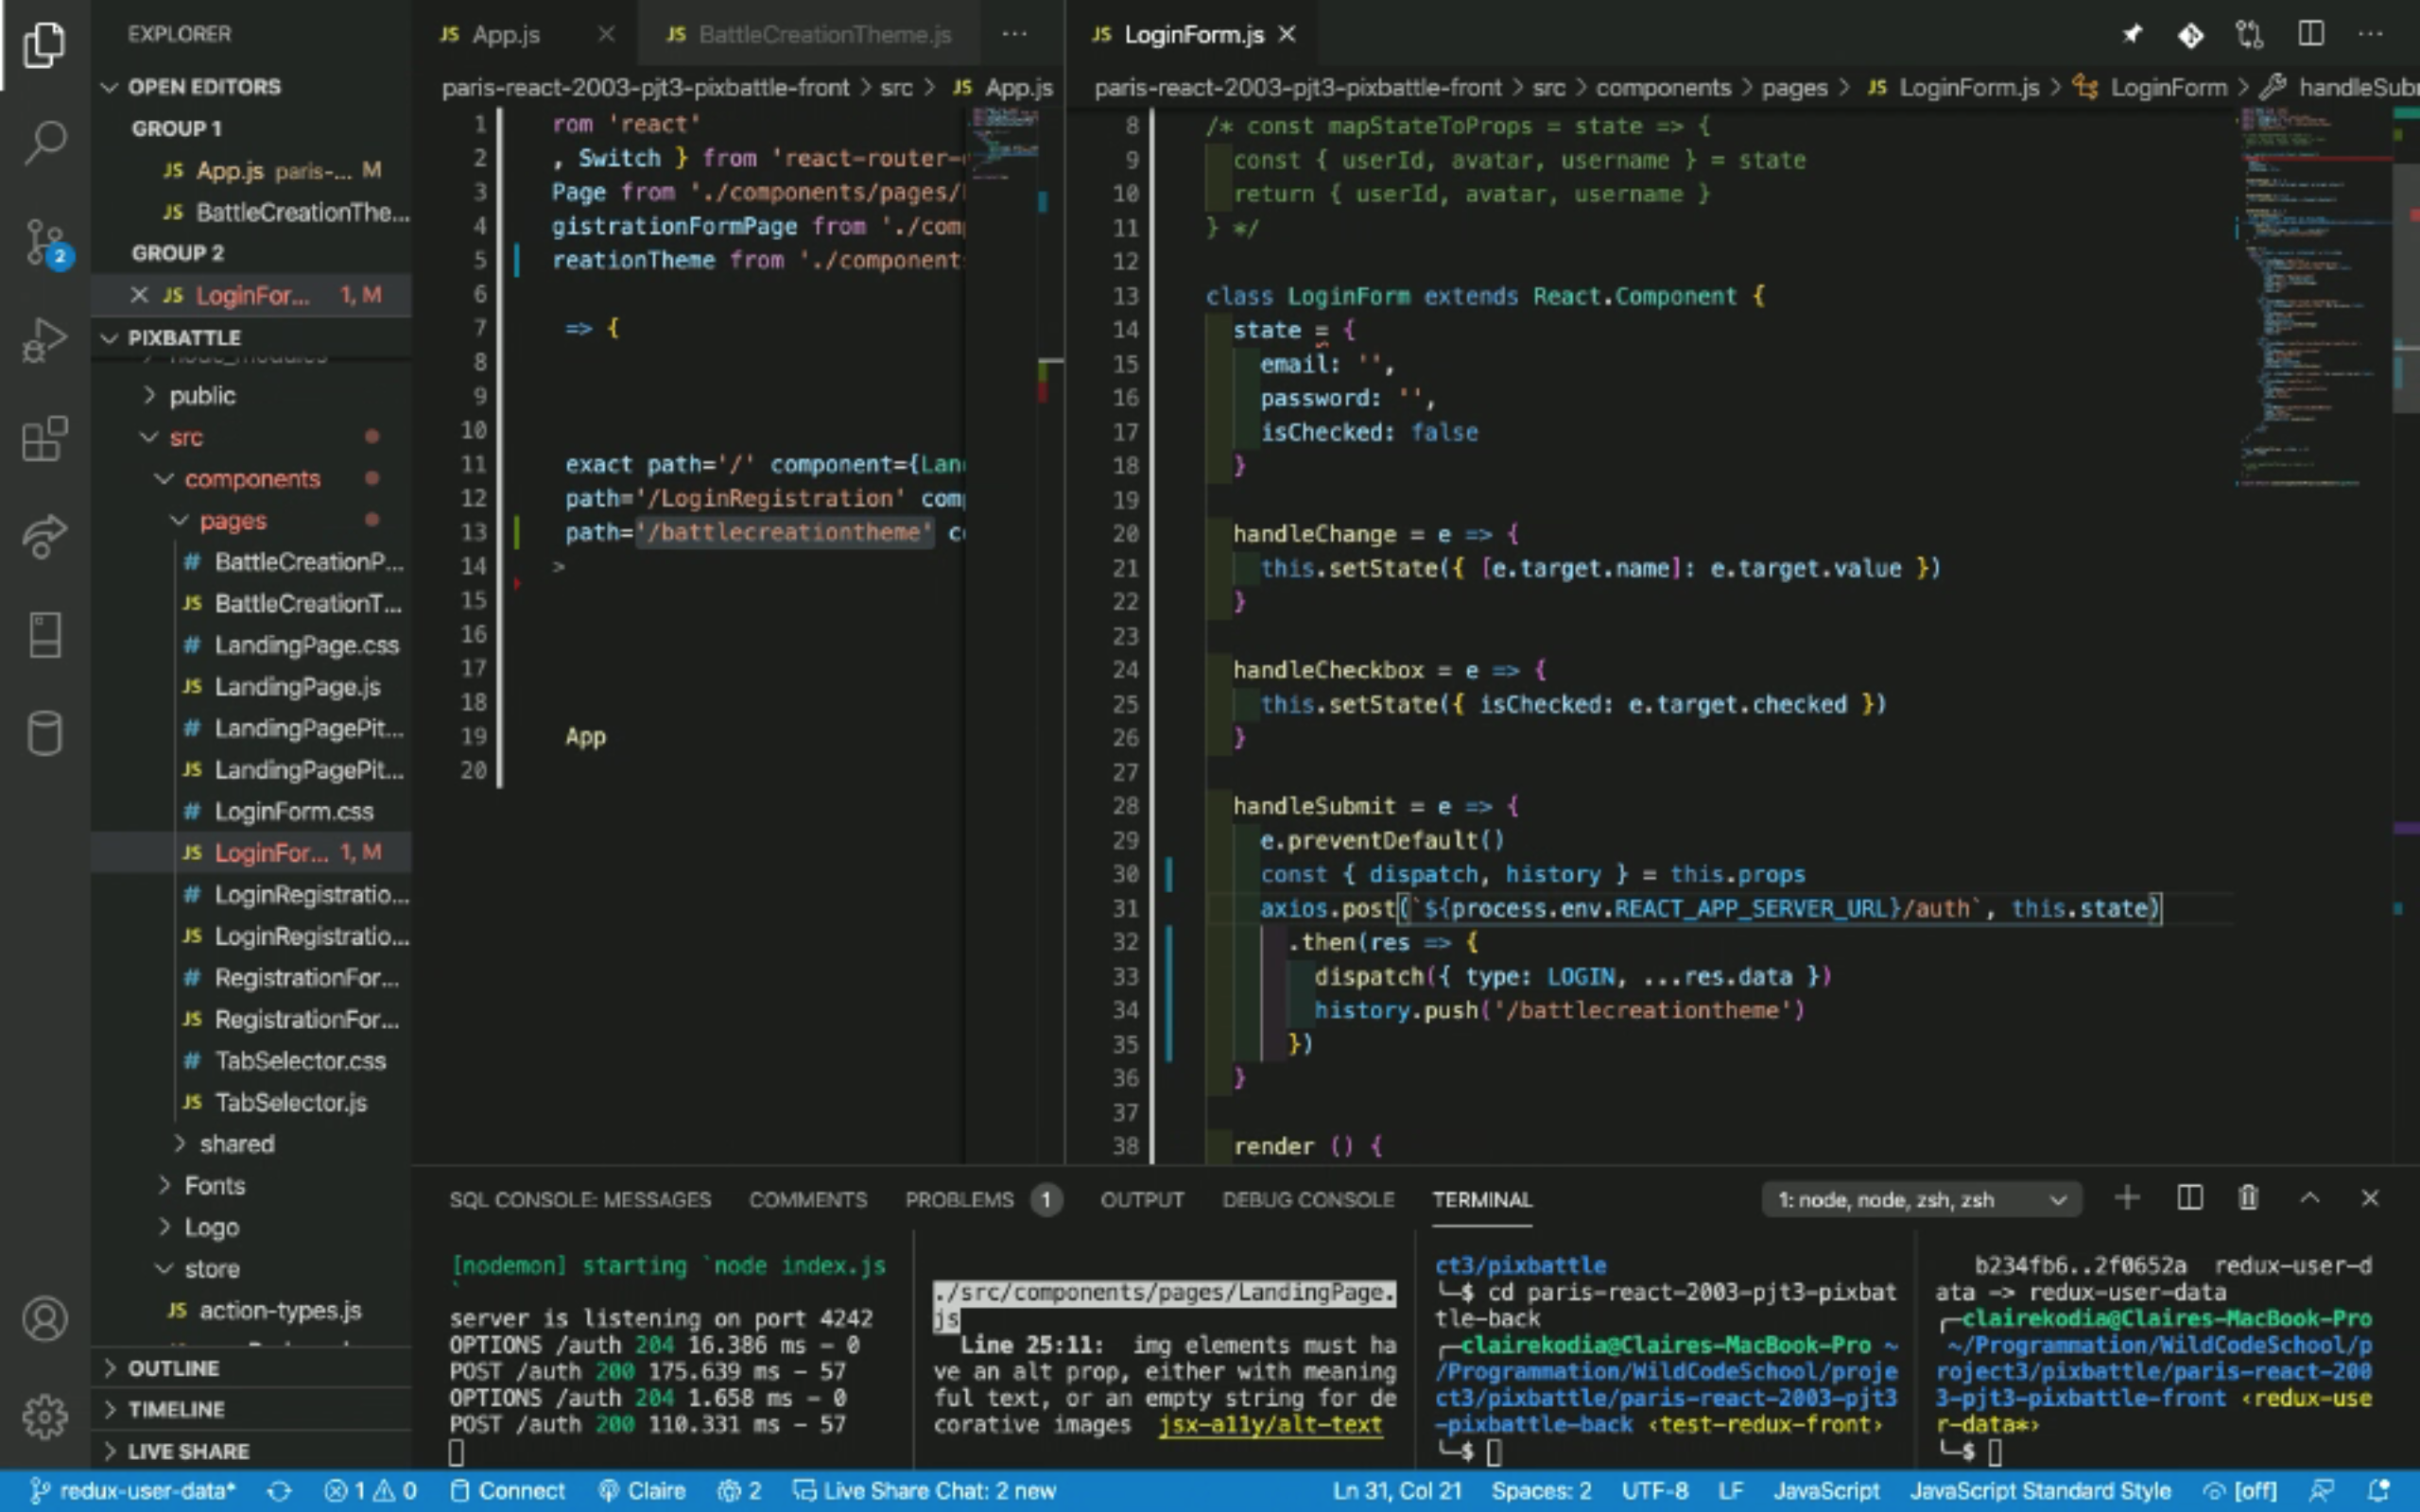 EXPLORER
OPEN EDITORS
GROUP 1
JS App.js paris-... M
JS BattleCreationThe...
GROUP 2
JS LoginFor... 1, M
PIXBATTLE
node_modules
public
src
components
pages
# BattleCreationP...
JS BattleCreationT...
# LandingPage.css
JS LandingPage.js
# LandingPagePit...
JS LandingPagePit...
# LoginForm.css
JS LoginFor... 1, M
# LoginRegistratio...
JS LoginRegistratio...
# RegistrationFor...
JS RegistrationFor...
# TabSelector.css
JS TabSelector.js
shared
Fonts
Logo
store
JS action-types.js
OUTLINE
TIMELINE
LIVE SHARE
2
JS App.js
JS BattleCreationTheme.js
paris-react-2003-pjt3-pixbattle-front > src > JS App.js
1 rom 'react'
2 , Switch } from 'react-router-
3 Page from './components/pages/
4 gistrationFormPage from './com
5 reationTheme from './component
6
7 => {
8
9
10
11 exact path='/' component={Lan
12 path='/LoginRegistration' com
13 path='/battlecreationtheme' c
14 >
15
16
17
18
19 App
20
JS LoginForm.js
paris-react-2003-pjt3-pixbattle-front > src > components > pages > JS LoginForm.js > LoginForm > handleSub
8 /* const mapStateToProps = state => {
9 const { userId, avatar, username } = state
10 return { userId, avatar, username }
11 } */
12
13 class LoginForm extends React.Component {
14 state = {
15 email: '',
16 password: '',
17 isChecked: false
18 }
19
20 handleChange = e => {
21 this.setState({ [e.target.name]: e.target.value })
22 }
23
24 handleCheckbox = e => {
25 this.setState({ isChecked: e.target.checked })
26 }
27
28 handleSubmit = e => {
29 e.preventDefault()
30 const { dispatch, history } = this.props
31 axios.post(`${process.env.REACT_APP_SERVER_URL}/auth`, this.state)
32 .then(res => {
33 dispatch({ type: LOGIN, ...res.data })
34 history.push('/battlecreationtheme')
35 })
36 }
37
38 render () {
SQL CONSOLE: MESSAGES COMMENTS PROBLEMS 1 OUTPUT DEBUG CONSOLE TERMINAL 1: node, node, zsh, zsh
[nodemon] starting `node index.js
`
server is listening on port 4242
OPTIONS /auth 204 16.386 ms - 0
POST /auth 200 175.639 ms - 57
OPTIONS /auth 204 1.658 ms - 0
POST /auth 200 110.331 ms - 57
./src/components/pages/LandingPage.
js
Line 25:11: img elements must ha
ve an alt prop, either with meaning
ful text, or an empty string for de
corative images jsx-a11y/alt-text
ct3/pixbattle
└─$ cd paris-react-2003-pjt3-pixbat
tle-back
┌─clairekodia@Claires-MacBook-Pro ~
/Programmation/WildCodeSchool/proje
ct3/pixbattle/paris-react-2003-pjt3
-pixbattle-back ‹test-redux-front›
└─$
b234fb6..2f0652a redux-user-d
ata -> redux-user-data
┌─clairekodia@Claires-MacBook-Pro
~/Programmation/WildCodeSchool/p
roject3/pixbattle/paris-react-200
3-pjt3-pixbattle-front ‹redux-use
r-data*›
└─$
redux-user-data* 1 0 Connect Claire 2 Live Share Chat: 2 new Ln 31, Col 21 Spaces: 2 UTF-8 LF JavaScript JavaScript Standard Style [off]